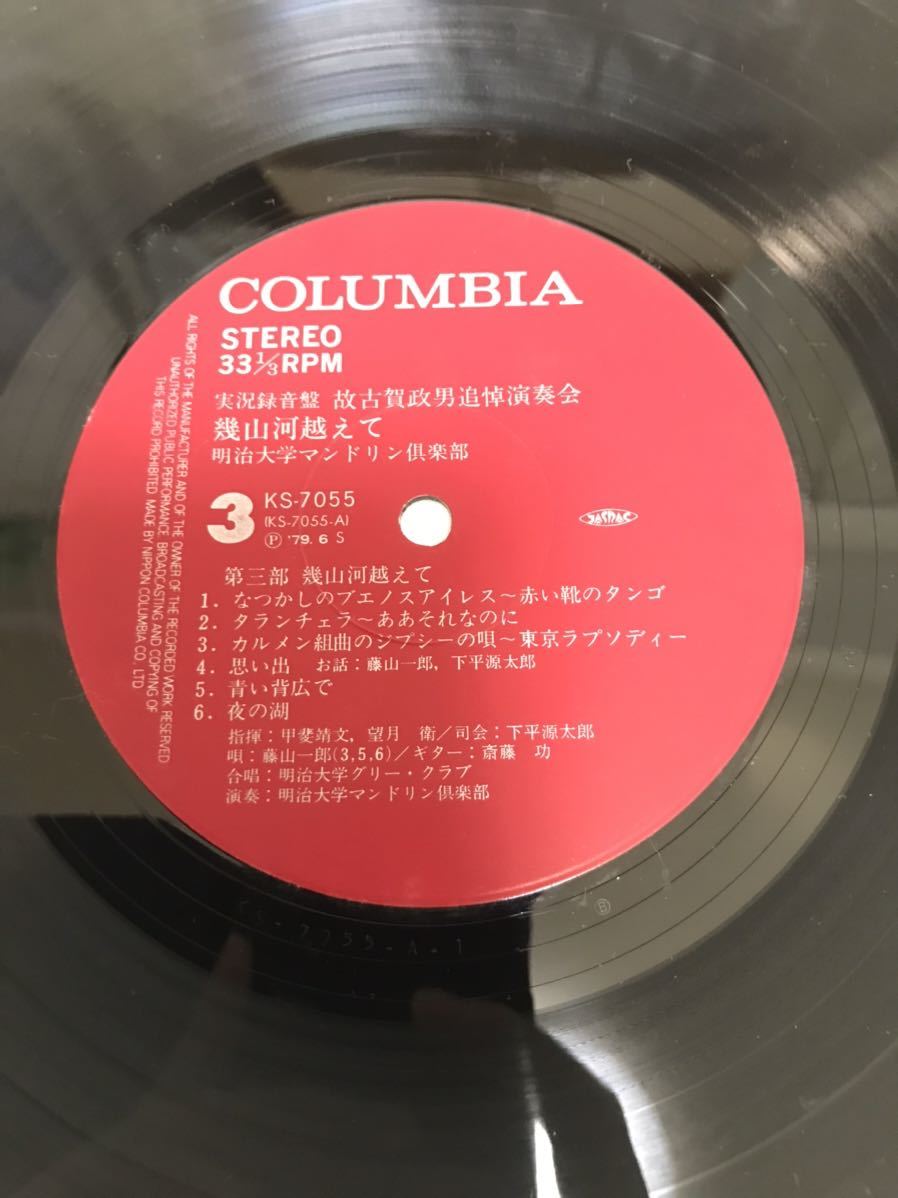 COLUMBIA
STEREO
33 1/3 RPM
実況録音盤 故古賀政男追悼演奏会
幾山河越えて
明治大学マンドリン倶楽部
3
KS-7055
(KS-7055-A)
Ⓟ '79. 6 S
JASRAC
第三部 幾山河越えて
1. なつかしのブエノスアイレス～赤い靴のタンゴ
2. タランチェラ～ああそれなのに
3. カルメン組曲のジプシーの唄～東京ラプソディー
4. 思い出 お話：藤山一郎, 下平源太郎
5. 青い背広で
6. 夜の湖
指揮：甲斐靖文, 望月 衛／司会：下平源太郎
唄：藤山一郎(3,5,6)／ギター：斎藤 功
合唱：明治大学グリー・クラブ
演奏：明治大学マンドリン倶楽部
ALL RIGHTS OF THE MANUFACTURER AND OF THE OWNER OF THE RECORDED WORK RESERVED
UNAUTHORIZED PUBLIC PERFORMANCE BROADCASTING AND COPYING OF
THIS RECORD PROHIBITED. MADE BY NIPPON COLUMBIA CO., LTD.
KS-7055-A-1
Ⓑ